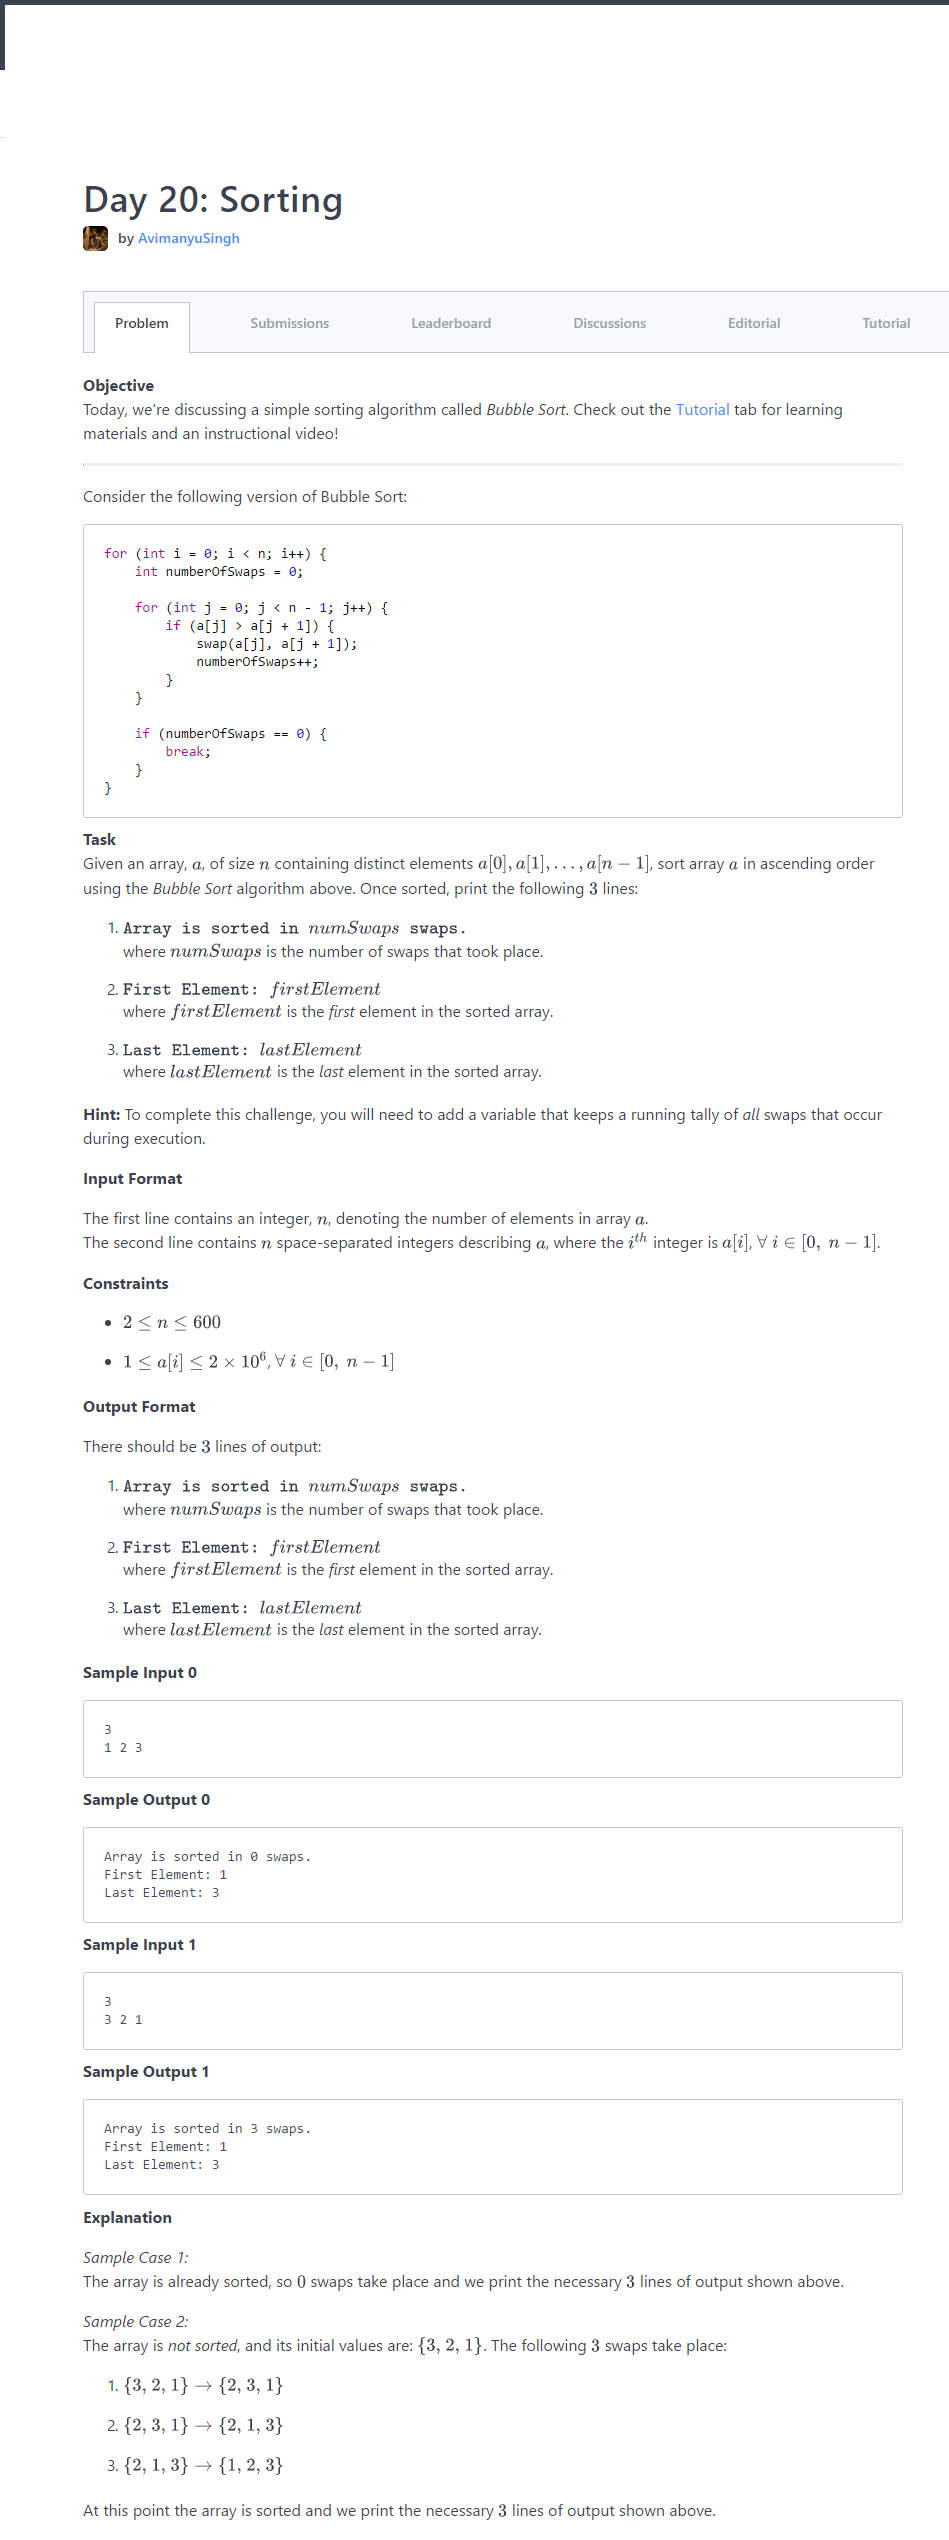 Day 20: Sorting
by AvimanyuSingh
Problem Submissions Leaderboard Discussions Editorial Tutorial
Objective
Today, we're discussing a simple sorting algorithm called Bubble Sort. Check out the Tutorial tab for learning
materials and an instructional video!
Consider the following version of Bubble Sort:
for (int i = 0; i < n; i++) {
    int numberOfSwaps = 0;
    for (int j = 0; j < n - 1; j++) {
        if (a[j] > a[j + 1]) {
            swap(a[j], a[j + 1]);
            numberOfSwaps++;
        }
    }
    if (numberOfSwaps == 0) {
        break;
    }
}
Task
Given an array, a, of size n containing distinct elements a[0], a[1], . . . , a[n − 1], sort array a in ascending order
using the Bubble Sort algorithm above. Once sorted, print the following 3 lines:
1. Array is sorted in numSwaps swaps.
where numSwaps is the number of swaps that took place.
2. First Element: firstElement
where firstElement is the first element in the sorted array.
3. Last Element: lastElement
where lastElement is the last element in the sorted array.
Hint: To complete this challenge, you will need to add a variable that keeps a running tally of all swaps that occur
during execution.
Input Format
The first line contains an integer, n, denoting the number of elements in array a.
The second line contains n space-separated integers describing a, where the i^th integer is a[i], ∀ i ∈ [0, n − 1].
Constraints
• 2 ≤ n ≤ 600
• 1 ≤ a[i] ≤ 2 × 10^6, ∀ i ∈ [0, n − 1]
Output Format
There should be 3 lines of output:
1. Array is sorted in numSwaps swaps.
where numSwaps is the number of swaps that took place.
2. First Element: firstElement
where firstElement is the first element in the sorted array.
3. Last Element: lastElement
where lastElement is the last element in the sorted array.
Sample Input 0
3
1 2 3
Sample Output 0
Array is sorted in 0 swaps.
First Element: 1
Last Element: 3
Sample Input 1
3
3 2 1
Sample Output 1
Array is sorted in 3 swaps.
First Element: 1
Last Element: 3
Explanation
Sample Case 1:
The array is already sorted, so 0 swaps take place and we print the necessary 3 lines of output shown above.
Sample Case 2:
The array is not sorted, and its initial values are: {3, 2, 1}. The following 3 swaps take place:
1. {3, 2, 1} → {2, 3, 1}
2. {2, 3, 1} → {2, 1, 3}
3. {2, 1, 3} → {1, 2, 3}
At this point the array is sorted and we print the necessary 3 lines of output shown above.